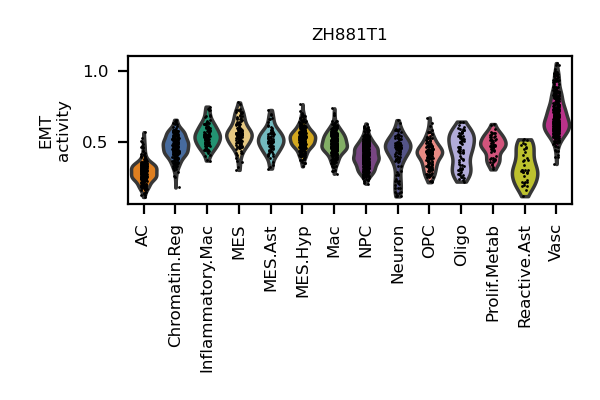 ZH881T1
EMT
activity
1.0
0.5
AC
Chromatin.Reg
Inflammatory.Mac
MES
MES.Ast
MES.Hyp
Mac
NPC
Neuron
OPC
Oligo
Prolif.Metab
Reactive.Ast
Vasc